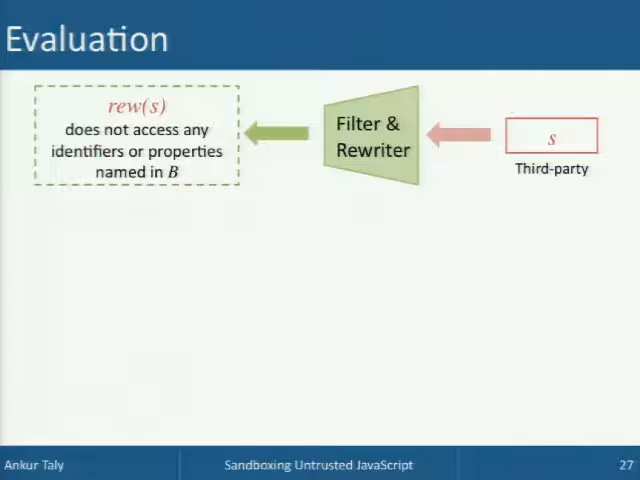 Evaluation
rew(s)
does not access any
identifiers or properties
named in B
Filter &
Rewriter
s
Third-party
Ankur Taly
Sandboxing Untrusted JavaScript
27